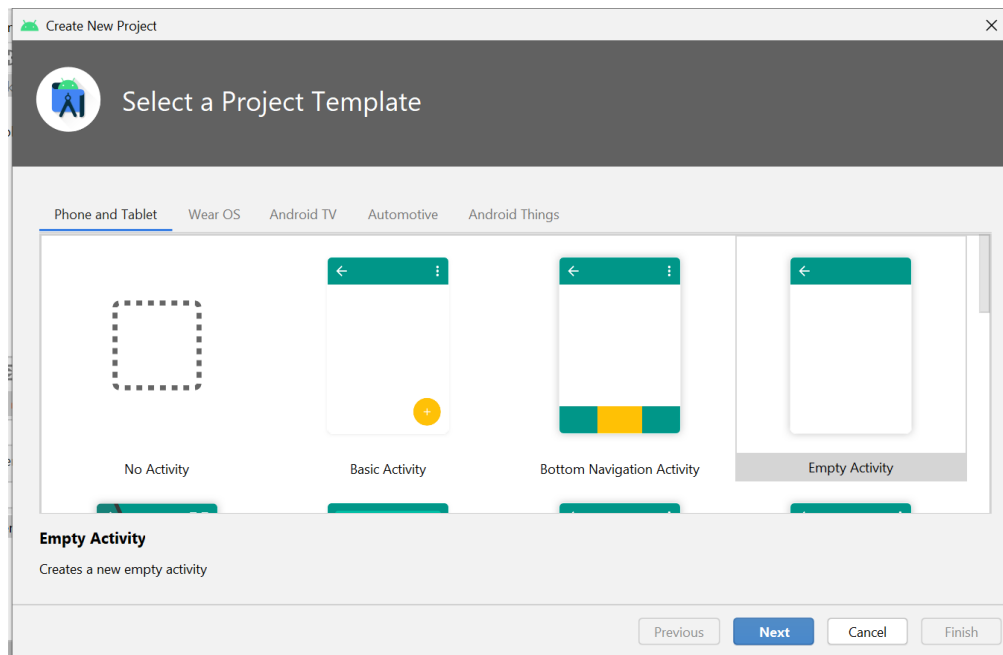 Create New Project
Select a Project Template
Phone and Tablet Wear OS Android TV Automotive Android Things
No Activity Basic Activity Bottom Navigation Activity Empty Activity
Empty Activity
Creates a new empty activity
Previous Next Cancel Finish